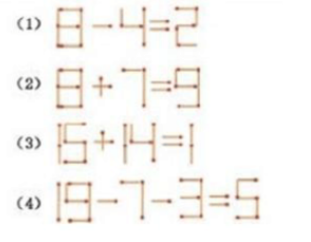 (1) 8-4=2
(2) 8+7=9
(3) 15+14=1
(4) 19-7-3=5